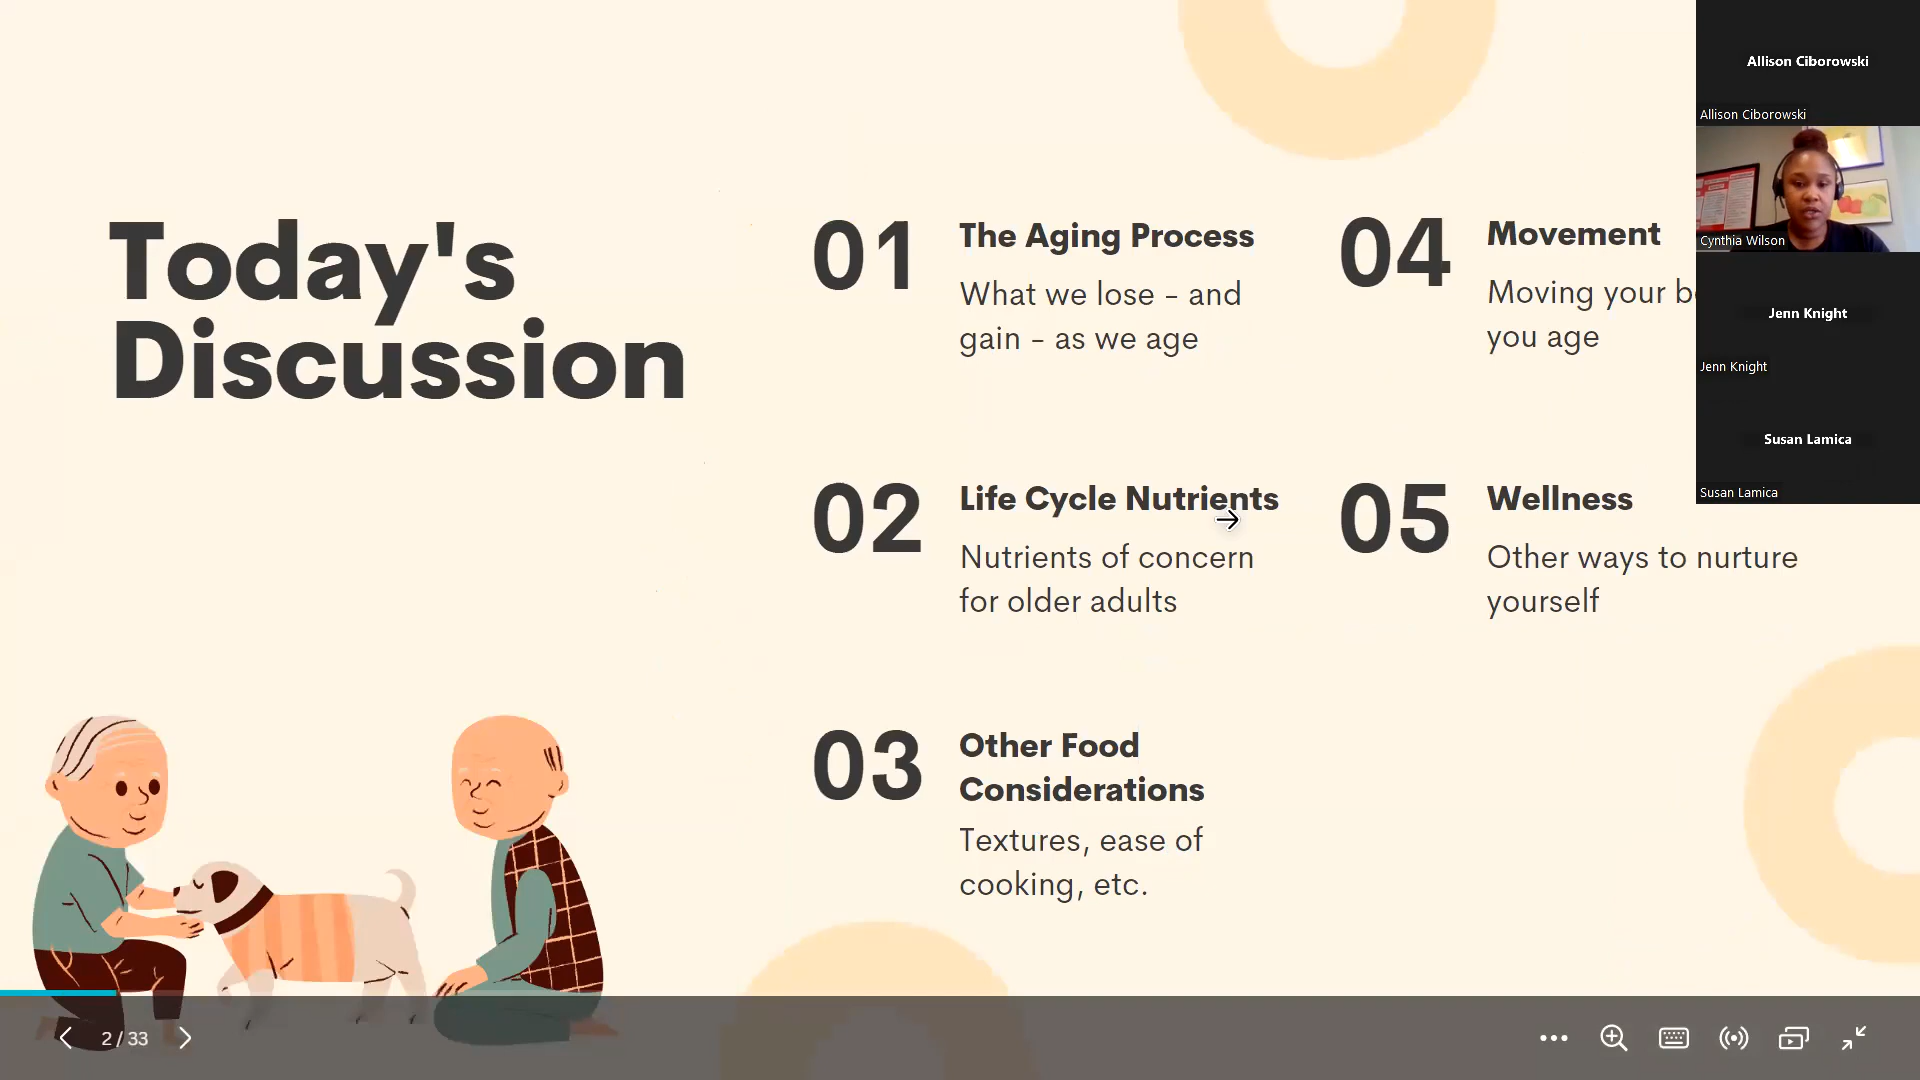 Today's
Discussion
01
The Aging Process
What we lose - and
gain - as we age
02
Life Cycle Nutrients
Nutrients of concern
for older adults
03
Other Food
Considerations
Textures, ease of
cooking, etc.
04
Movement
Moving your
you age
05
Wellness
Other ways to nurture
yourself
Allison Ciborowski
Allison Ciborowski
Cynthia Wilson
Jenn Knight
Jenn Knight
Susan Lamica
Susan Lamica
2 / 33